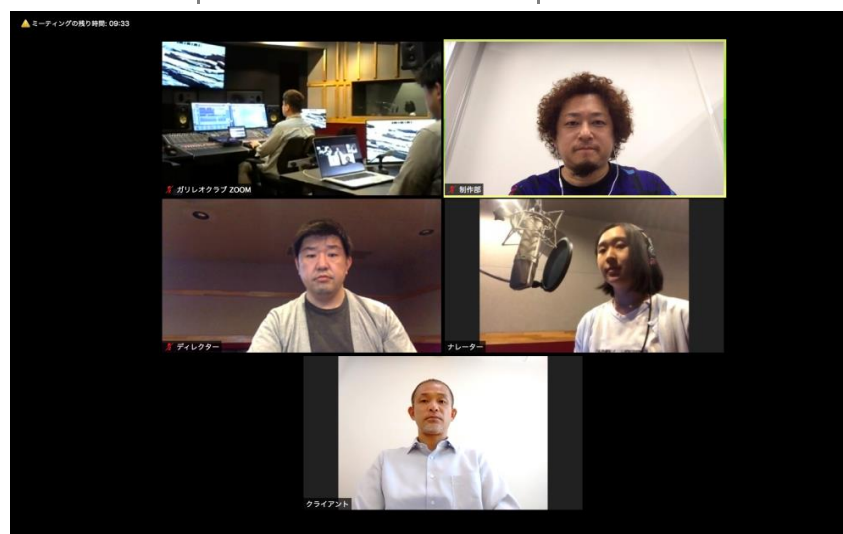 ミーティングの残り時間: 09:33
ガリレオクラブ ZOOM
制作部
ディレクター
ナレーター
クライアント